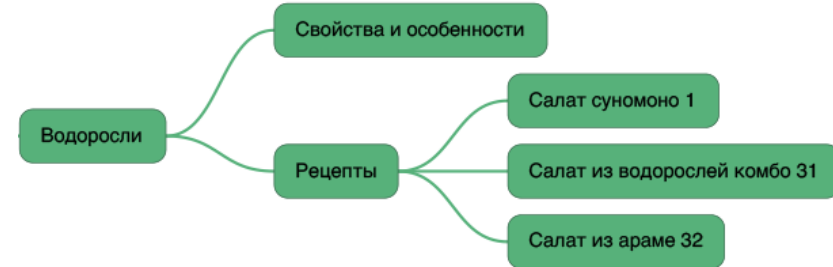 Свойства и особенности
Салат суномоно 1
Водоросли
Рецепты
Салат из водорослей комбо 31
Салат из араме 32